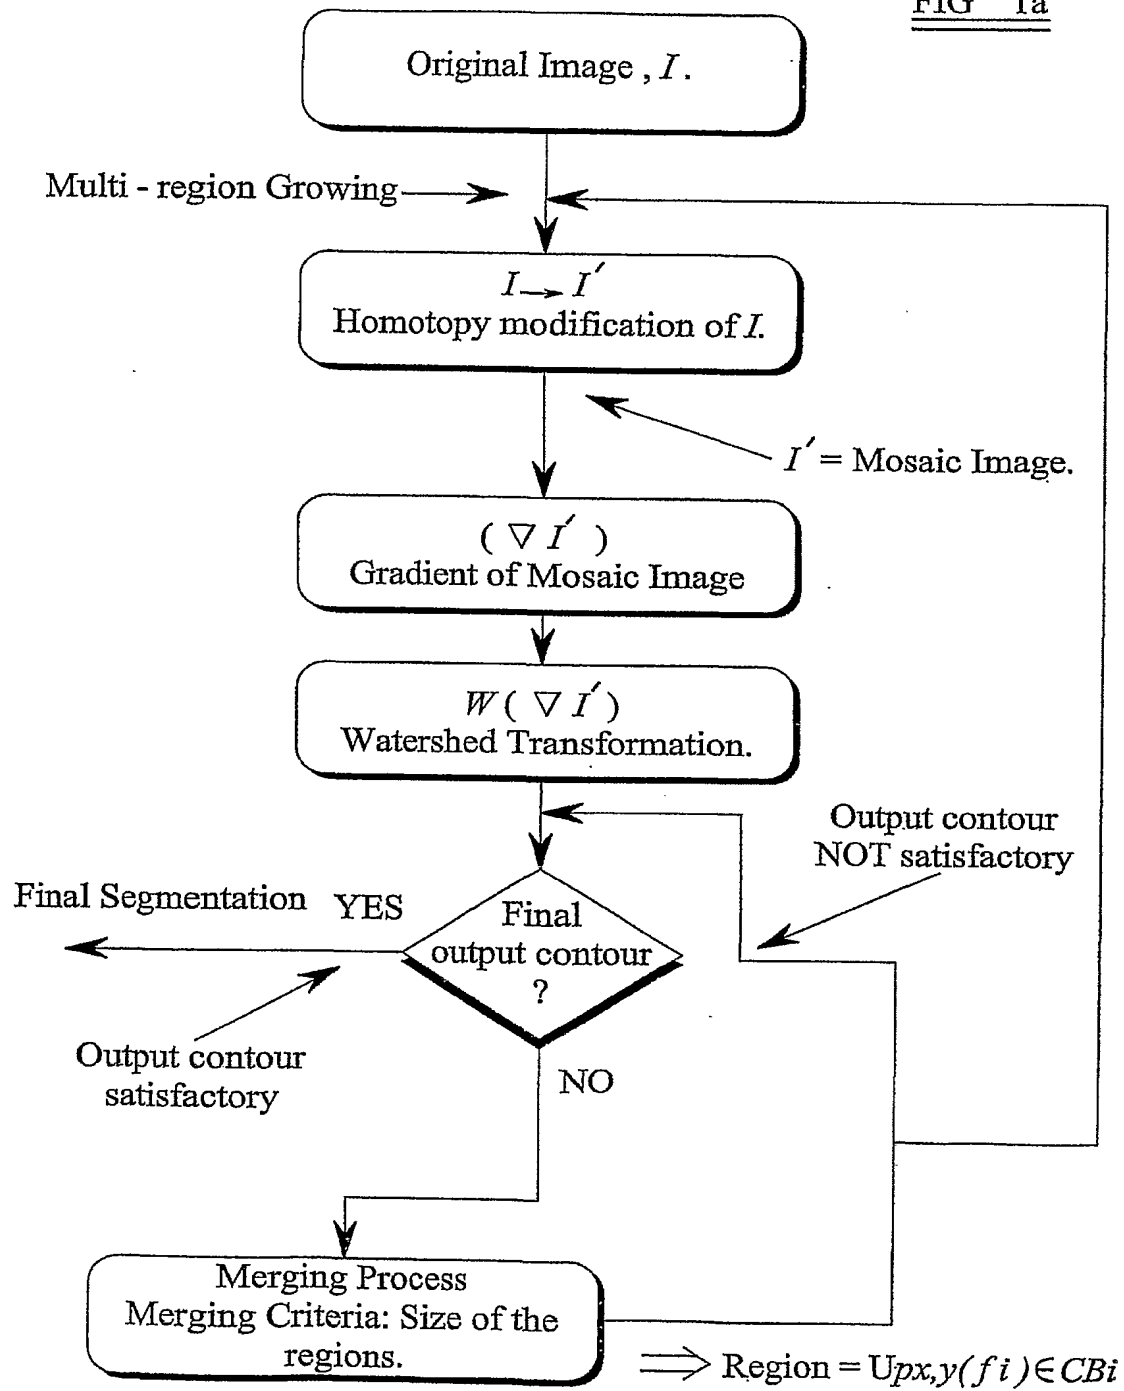 FIG 1a
Original Image , I.
Multi - region Growing
I → I′
Homotopy modification of I.
I′ = Mosaic Image.
( ▽ I′ )
Gradient of Mosaic Image
W( ▽ I′ )
Watershed Transformation.
Output contour
NOT satisfactory
Final Segmentation YES
Final
output contour
?
Output contour
satisfactory
NO
Merging Process
Merging Criteria: Size of the
regions.
⇒ Region = Upx,y(fi)∈CBi